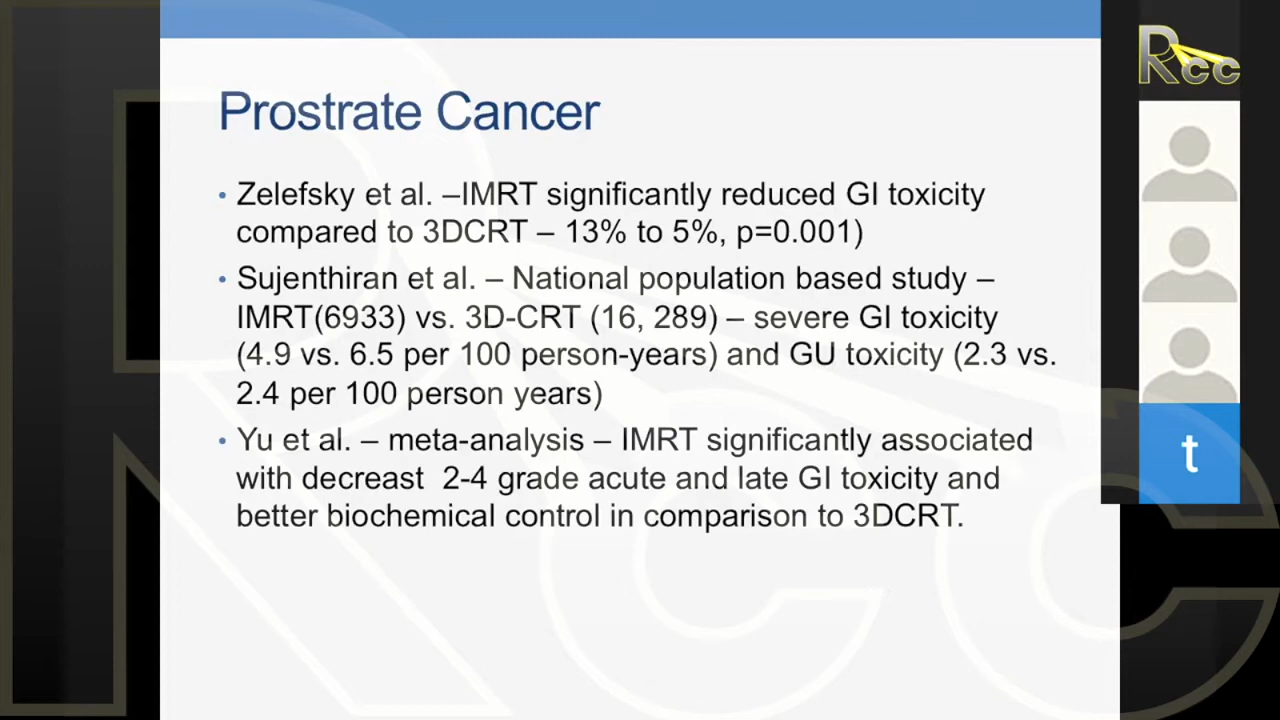 Prostrate Cancer
• Zelefsky et al. –IMRT significantly reduced GI toxicity
compared to 3DCRT – 13% to 5%, p=0.001)
• Sujenthiran et al. – National population based study –
IMRT(6933) vs. 3D-CRT (16, 289) – severe GI toxicity
(4.9 vs. 6.5 per 100 person-years) and GU toxicity (2.3 vs.
2.4 per 100 person years)
• Yu et al. – meta-analysis – IMRT significantly associated
with decreast  2-4 grade acute and late GI toxicity and
better biochemical control in comparison to 3DCRT.
Rcc
t